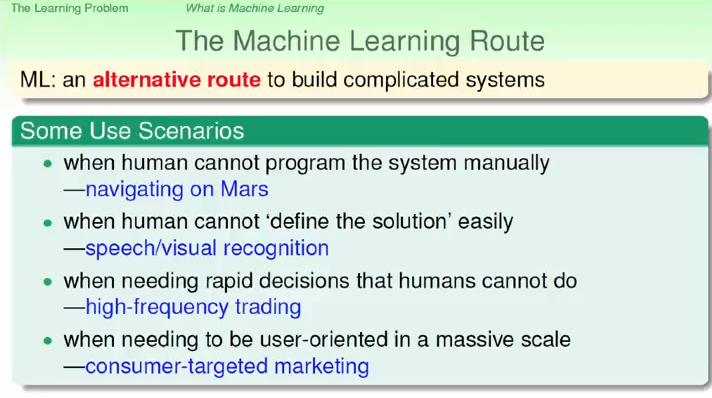 The Learning Problem What is Machine Learning
The Machine Learning Route
ML: an alternative route to build complicated systems
Some Use Scenarios
• when human cannot program the system manually
—navigating on Mars
• when human cannot ‘define the solution’ easily
—speech/visual recognition
• when needing rapid decisions that humans cannot do
—high-frequency trading
• when needing to be user-oriented in a massive scale
—consumer-targeted marketing